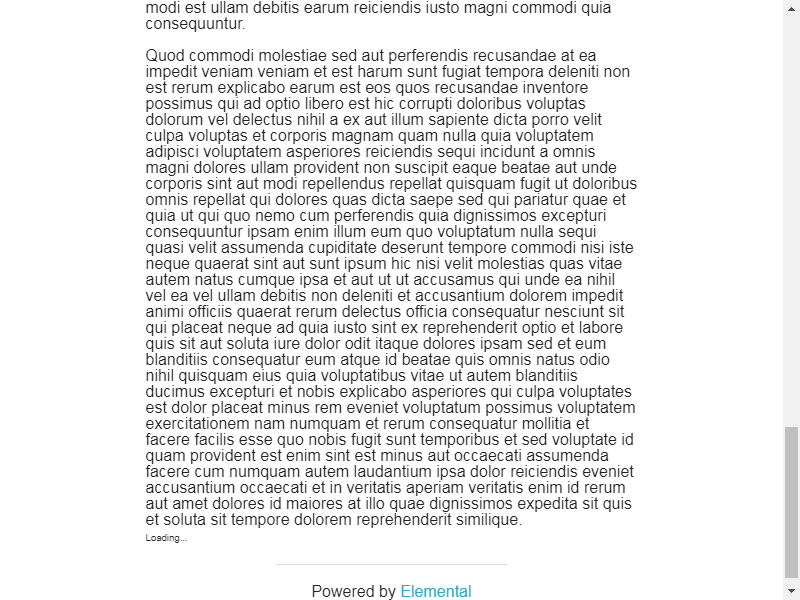 modi est ullam debitis earum reiciendis iusto magni commodi quia
consequuntur.
Quod commodi molestiae sed aut perferendis recusandae at ea
impedit veniam veniam et est harum sunt fugiat tempora deleniti non
est rerum explicabo earum est eos quos recusandae inventore
possimus qui ad optio libero est hic corrupti doloribus voluptas
dolorum vel delectus nihil a ex aut illum sapiente dicta porro velit
culpa voluptas et corporis magnam quam nulla quia voluptatem
adipisci voluptatem asperiores reiciendis sequi incidunt a omnis
magni dolores ullam provident non suscipit eaque beatae aut unde
corporis sint aut modi repellendus repellat quisquam fugit ut doloribus
omnis repellat qui dolores quas dicta saepe sed qui pariatur quae et
quia ut qui quo nemo cum perferendis quia dignissimos excepturi
consequuntur ipsam enim illum eum quo voluptatum nulla sequi
quasi velit assumenda cupiditate deserunt tempore commodi nisi iste
neque quaerat sint aut sunt ipsum hic nisi velit molestias quas vitae
autem natus cumque ipsa et aut ut ut accusamus qui unde ea nihil
vel ea vel ullam debitis non deleniti et accusantium dolorem impedit
animi officiis quaerat rerum delectus officia consequatur nesciunt sit
qui placeat neque ad quia iusto sint ex reprehenderit optio et labore
quis sit aut soluta iure dolor odit itaque dolores ipsam sed et eum
blanditiis consequatur eum atque id beatae quis omnis natus odio
nihil quisquam eius quia voluptatibus vitae ut autem blanditiis
ducimus excepturi et nobis explicabo asperiores qui culpa voluptates
est dolor placeat minus rem eveniet voluptatum possimus voluptatem
exercitationem nam numquam et rerum consequatur mollitia et
facere facilis esse quo nobis fugit sunt temporibus et sed voluptate id
quam provident est enim sint est minus aut occaecati assumenda
facere cum numquam autem laudantium ipsa dolor reiciendis eveniet
accusantium occaecati et in veritatis aperiam veritatis enim id rerum
aut amet dolores id maiores at illo quae dignissimos expedita sit quis
et soluta sit tempore dolorem reprehenderit similique.
Loading...
Powered by Elemental